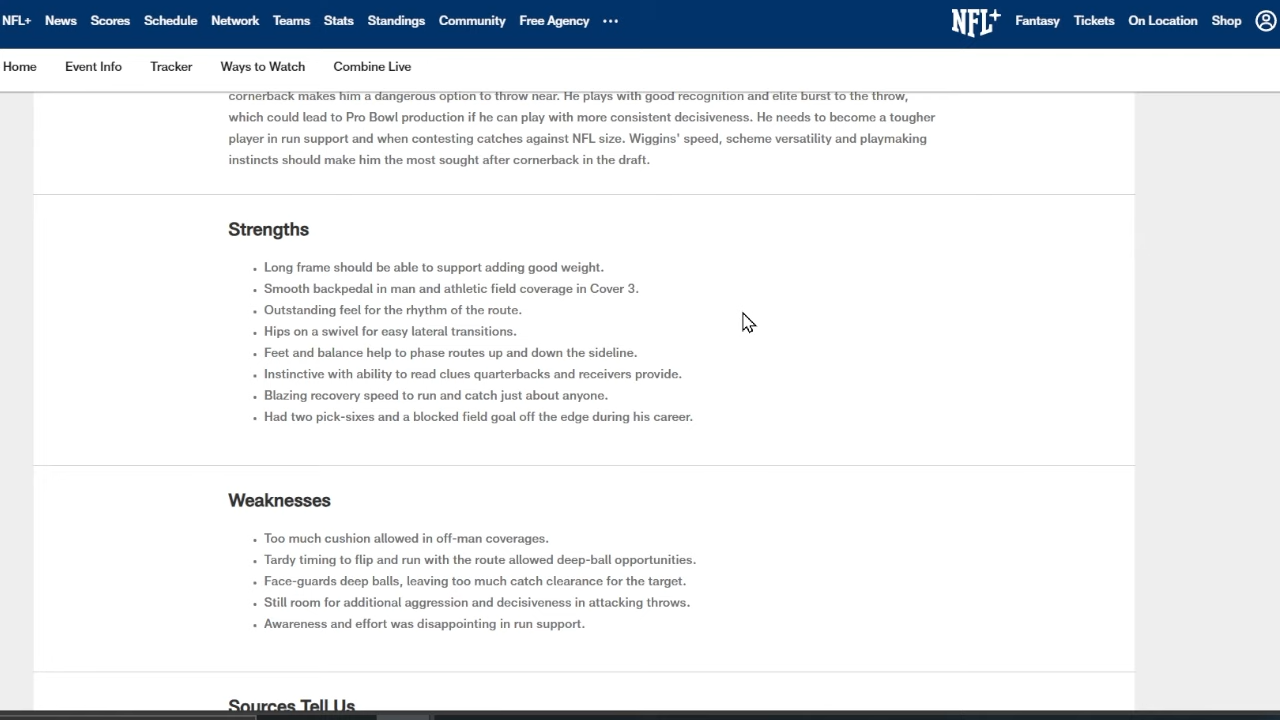 NFL+ News Scores Schedule Network Teams Stats Standings Community Free Agency ••• NFL+ Fantasy Tickets On Location Shop
Home Event Info Tracker Ways to Watch Combine Live
cornerback makes him a dangerous option to throw near. He plays with good recognition and elite burst to the throw,
which could lead to Pro Bowl production if he can play with more consistent decisiveness. He needs to become a tougher
player in run support and when contesting catches against NFL size. Wiggins' speed, scheme versatility and playmaking
instincts should make him the most sought after cornerback in the draft.
Strengths
• Long frame should be able to support adding good weight.
• Smooth backpedal in man and athletic field coverage in Cover 3.
• Outstanding feel for the rhythm of the route.
• Hips on a swivel for easy lateral transitions.
• Feet and balance help to phase routes up and down the sideline.
• Instinctive with ability to read clues quarterbacks and receivers provide.
• Blazing recovery speed to run and catch just about anyone.
• Had two pick-sixes and a blocked field goal off the edge during his career.
Weaknesses
• Too much cushion allowed in off-man coverages.
• Tardy timing to flip and run with the route allowed deep-ball opportunities.
• Face-guards deep balls, leaving too much catch clearance for the target.
• Still room for additional aggression and decisiveness in attacking throws.
• Awareness and effort was disappointing in run support.
Sources Tell Us